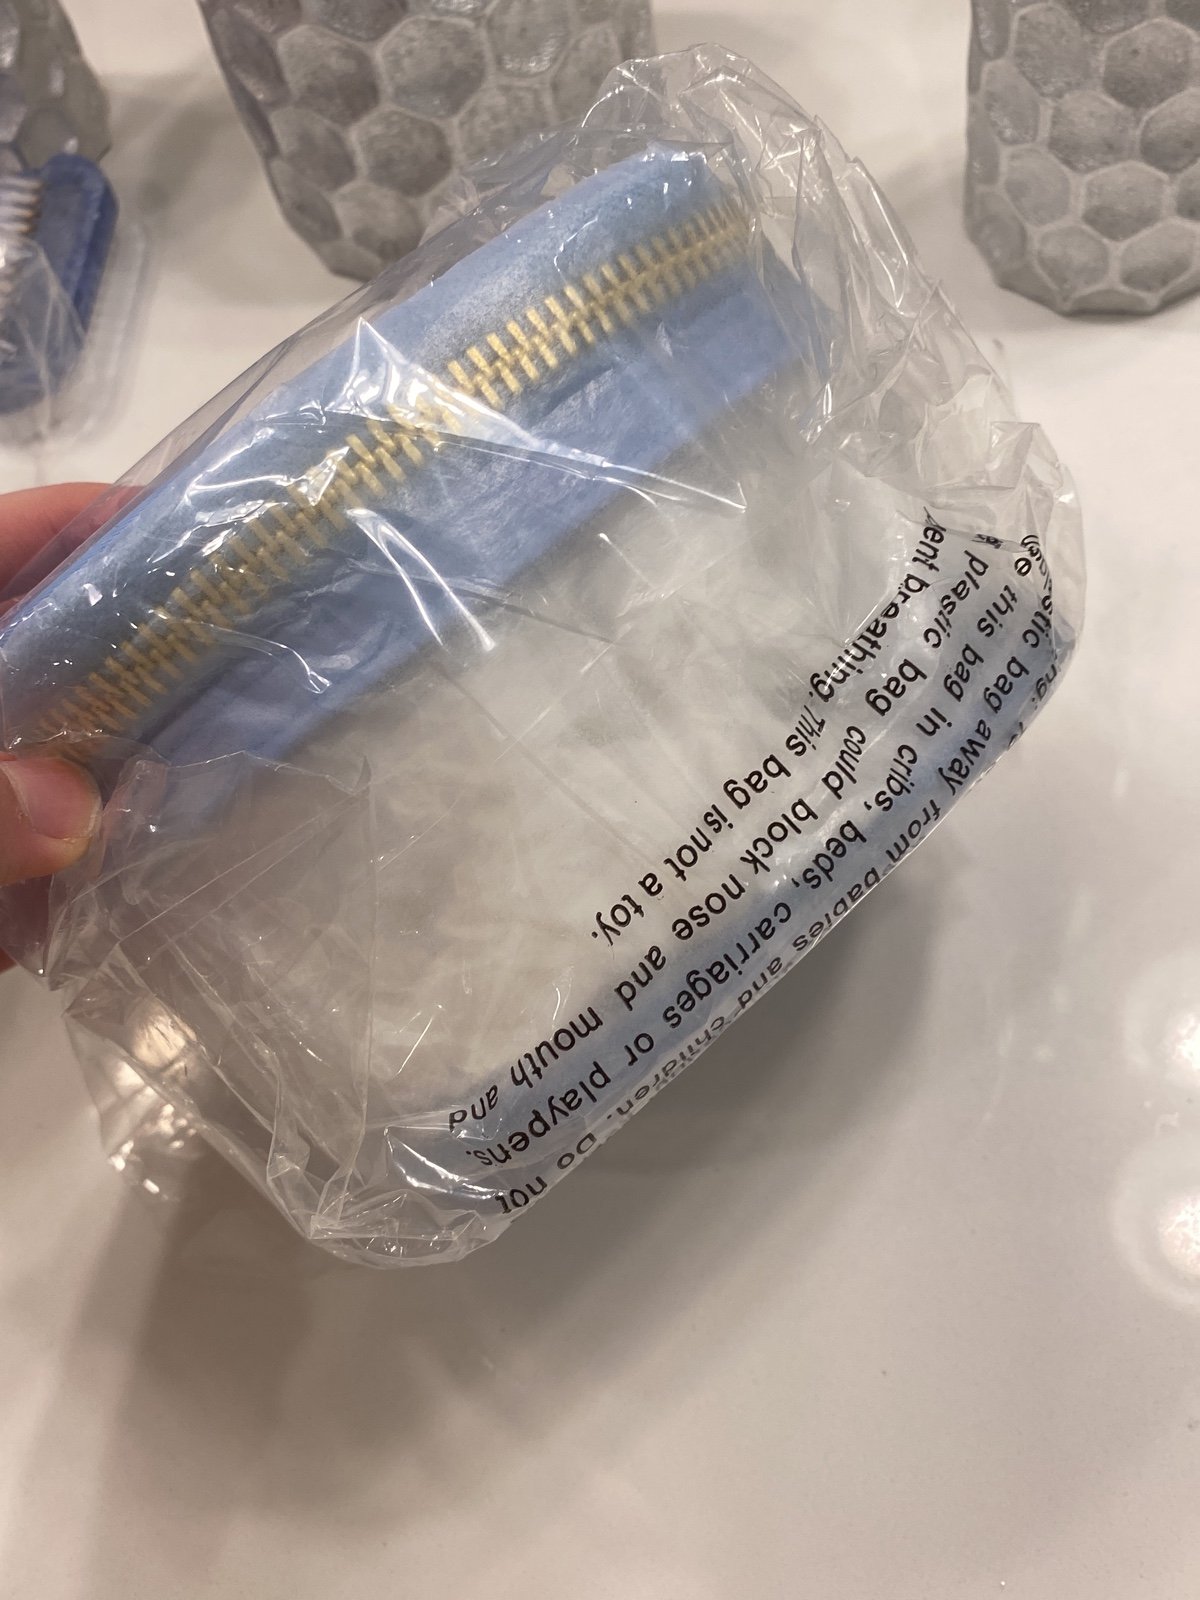 bag away from babies and children. Do not
this bag in cribs, beds, carriages or playpens.
plastic bag could block nose and mouth and
breathing. This bag is not a toy.